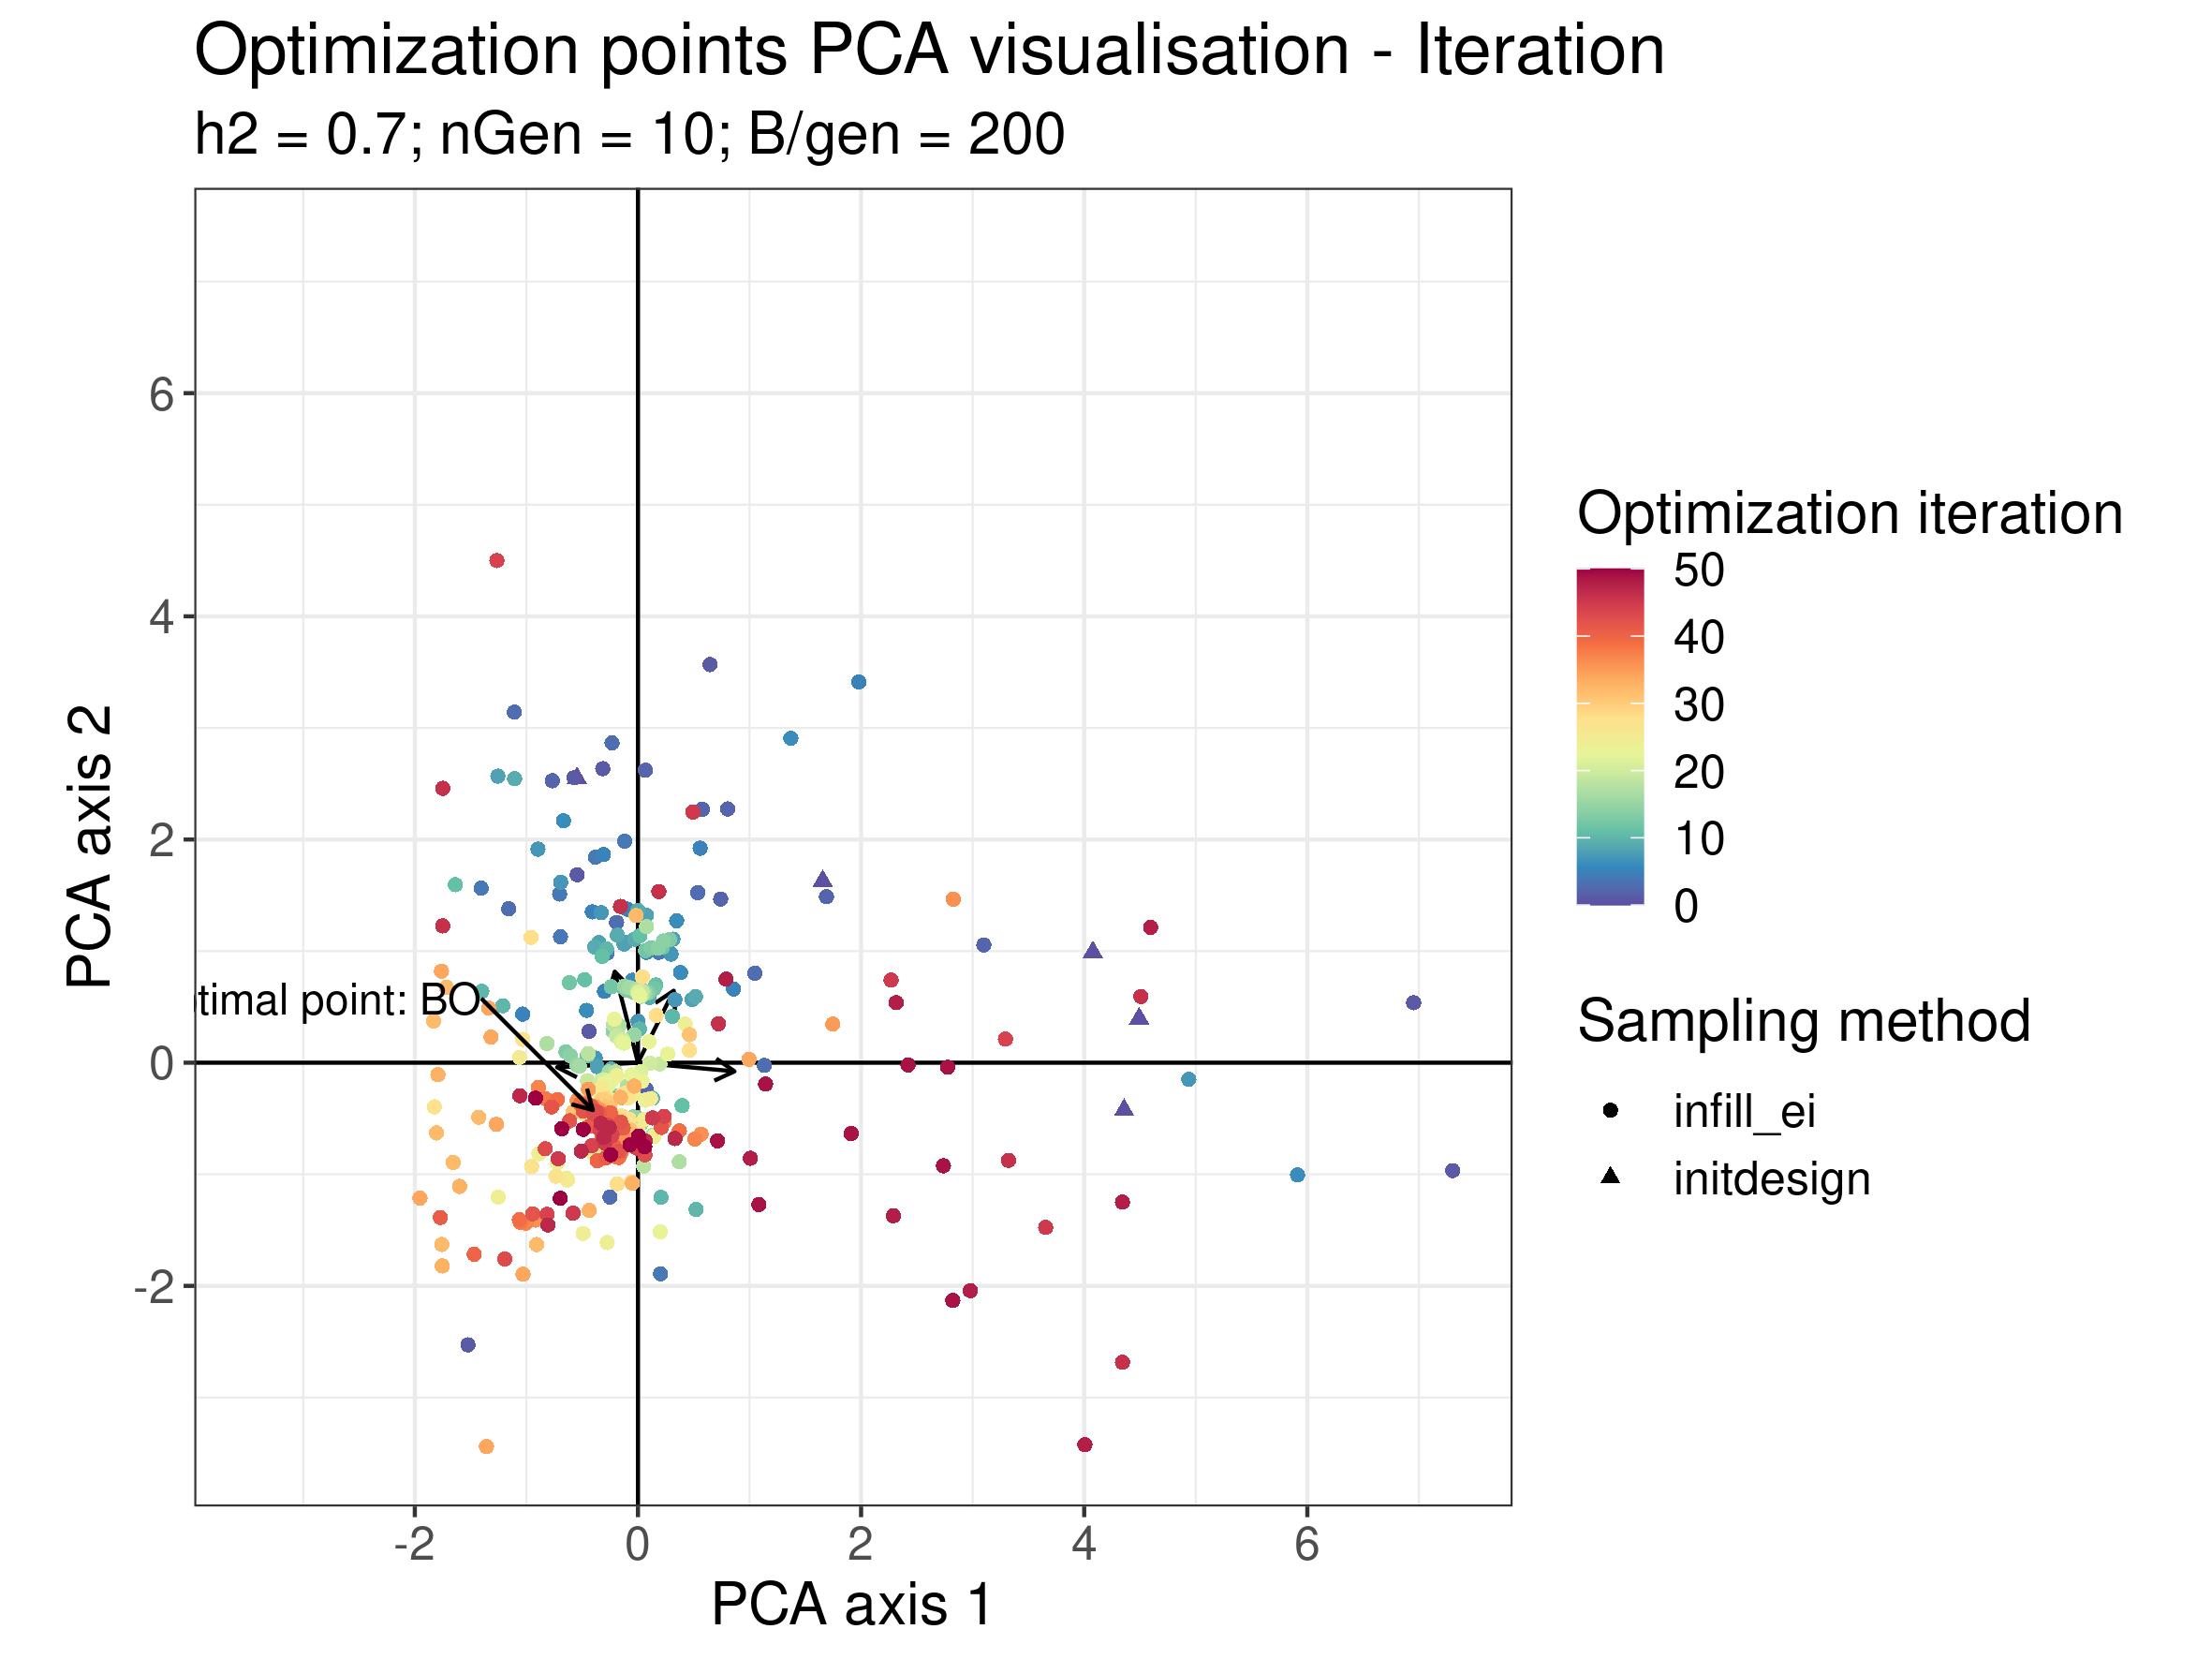 Optimization points PCA visualisation - Iteration
h2 = 0.7; nGen = 10; B/gen = 200
PCA axis 2
6
4
2
0
-2
timal point: BO
-2
0
2
4
6
PCA axis 1
Optimization iteration
50
40
30
20
10
0
Sampling method
infill_ei
initdesign